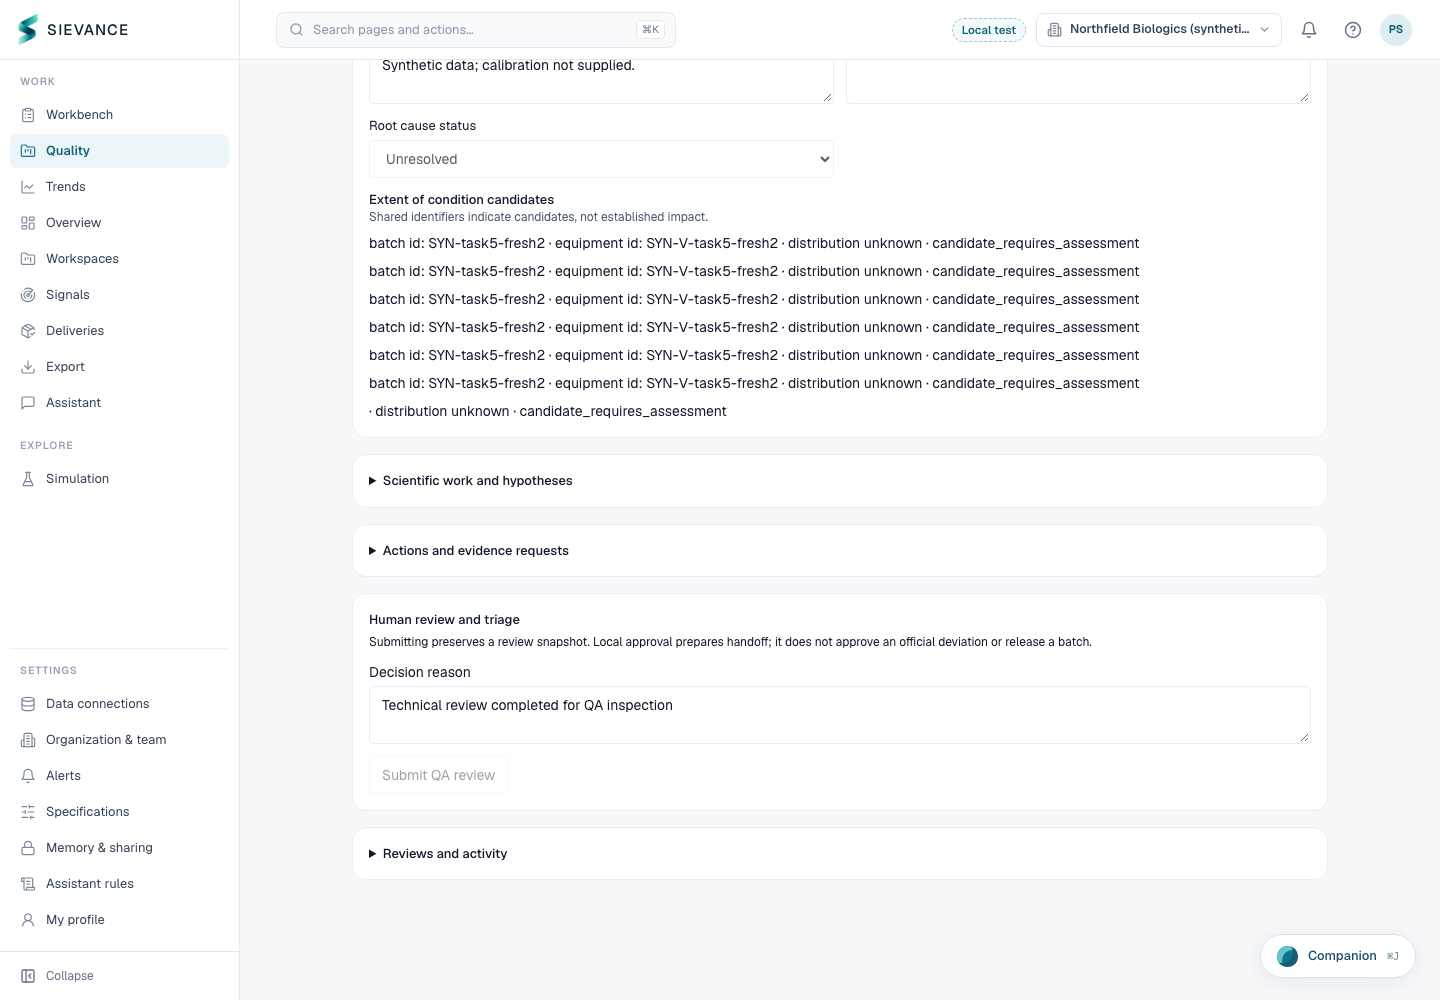 SIEVANCE
Search pages and actions...
⌘K
Local test
Northfield Biologics (syntheti...
PS
WORK
Workbench
Quality
Trends
Overview
Workspaces
Signals
Deliveries
Export
Assistant
EXPLORE
Simulation
SETTINGS
Data connections
Organization & team
Alerts
Specifications
Memory & sharing
Assistant rules
My profile
Collapse
Synthetic data; calibration not supplied.
Root cause status
Unresolved
Extent of condition candidates
Shared identifiers indicate candidates, not established impact.
batch id: SYN-task5-fresh2 · equipment id: SYN-V-task5-fresh2 · distribution unknown · candidate_requires_assessment
batch id: SYN-task5-fresh2 · equipment id: SYN-V-task5-fresh2 · distribution unknown · candidate_requires_assessment
batch id: SYN-task5-fresh2 · equipment id: SYN-V-task5-fresh2 · distribution unknown · candidate_requires_assessment
batch id: SYN-task5-fresh2 · equipment id: SYN-V-task5-fresh2 · distribution unknown · candidate_requires_assessment
batch id: SYN-task5-fresh2 · equipment id: SYN-V-task5-fresh2 · distribution unknown · candidate_requires_assessment
batch id: SYN-task5-fresh2 · equipment id: SYN-V-task5-fresh2 · distribution unknown · candidate_requires_assessment
· distribution unknown · candidate_requires_assessment
Scientific work and hypotheses
Actions and evidence requests
Human review and triage
Submitting preserves a review snapshot. Local approval prepares handoff; it does not approve an official deviation or release a batch.
Decision reason
Technical review completed for QA inspection
Submit QA review
Reviews and activity
Companion ⌘J